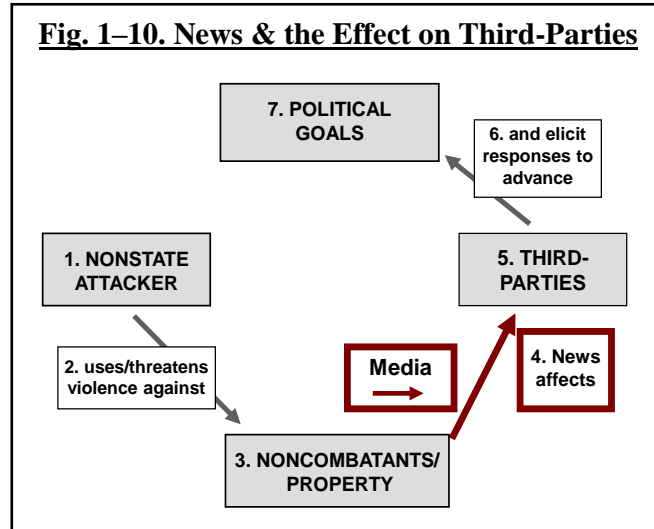 Fig. 1–10. News & the Effect on Third-Parties
7. POLITICAL
GOALS
6. and elicit
responses to
advance
1. NONSTATE
ATTACKER
5. THIRD-
PARTIES
2. uses/threatens
violence against
Media
4. News
affects
3. NONCOMBATANTS/
PROPERTY